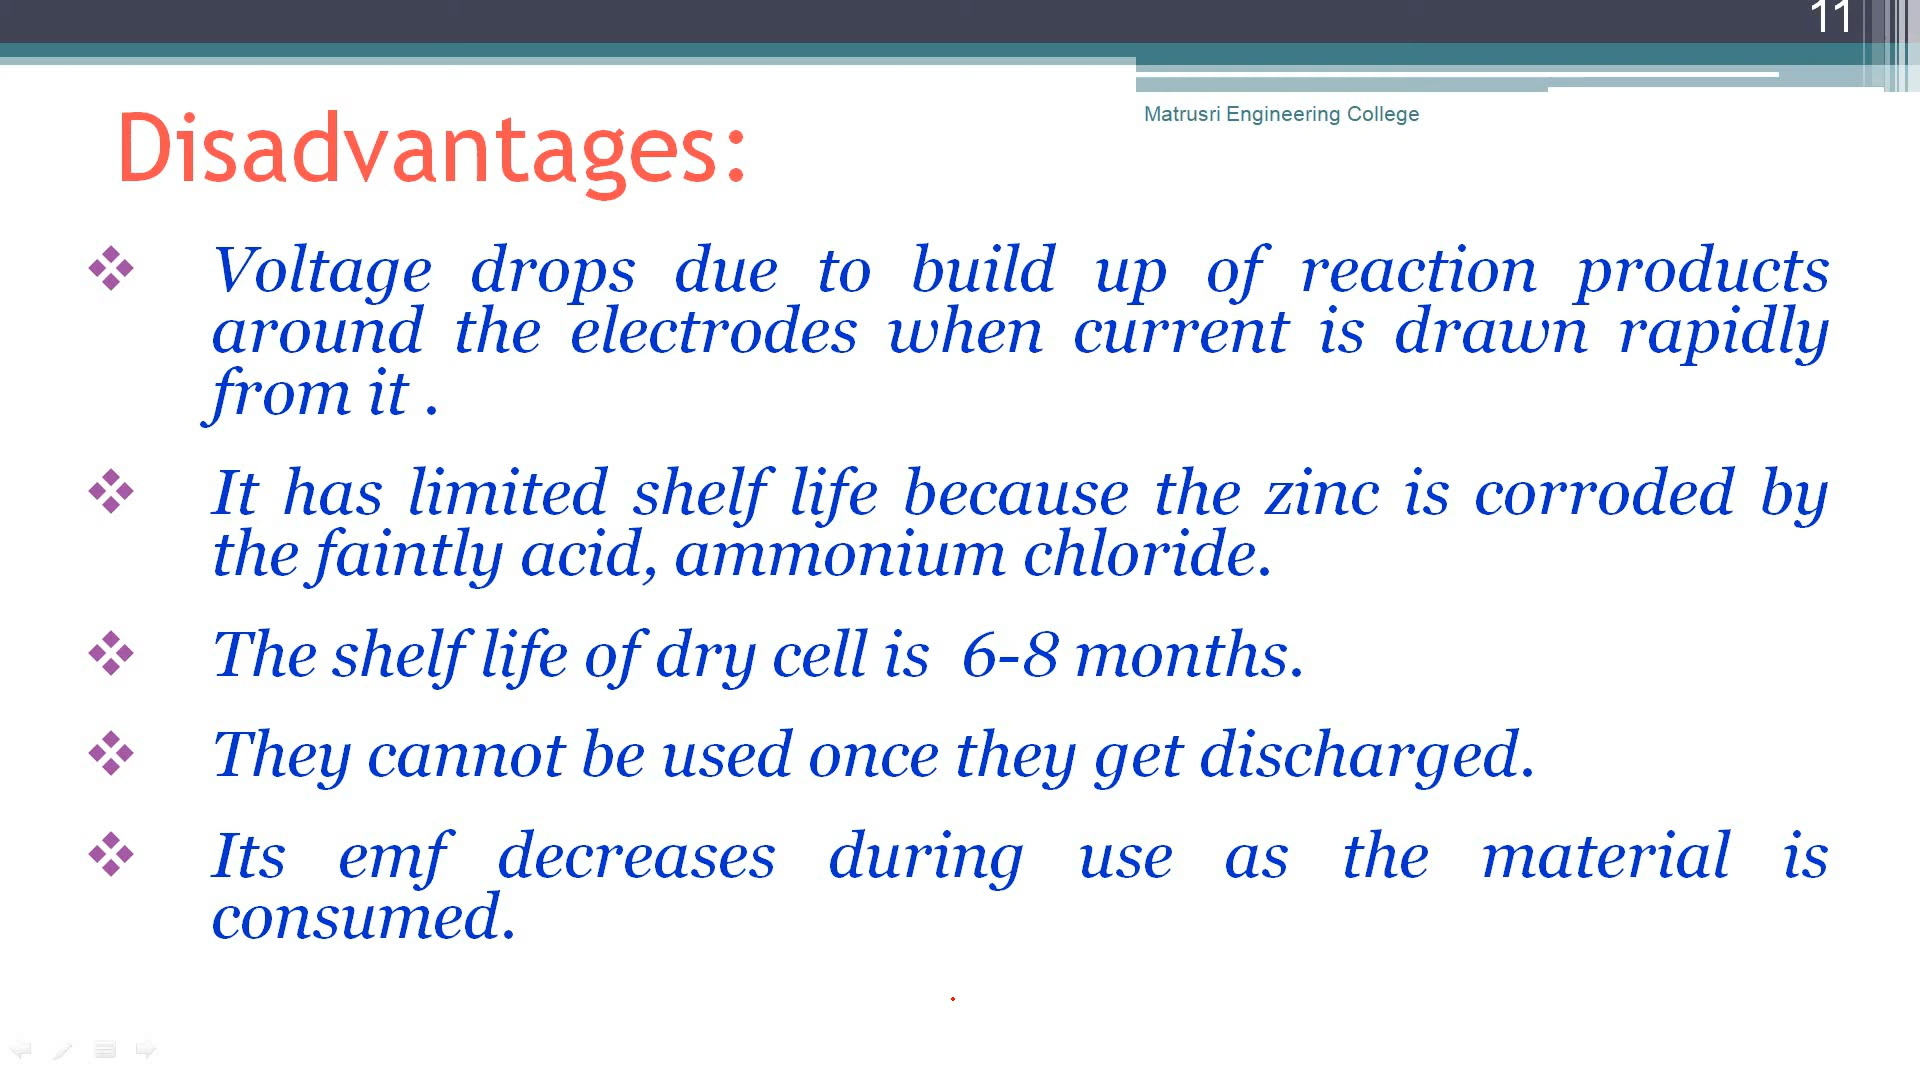 11
Matrusri Engineering College
Disadvantages:
❖ Voltage drops due to build up of reaction products
around the electrodes when current is drawn rapidly
from it .
❖ It has limited shelf life because the zinc is corroded by
the faintly acid, ammonium chloride.
❖ The shelf life of dry cell is 6-8 months.
❖ They cannot be used once they get discharged.
❖ Its emf decreases during use as the material is
consumed.